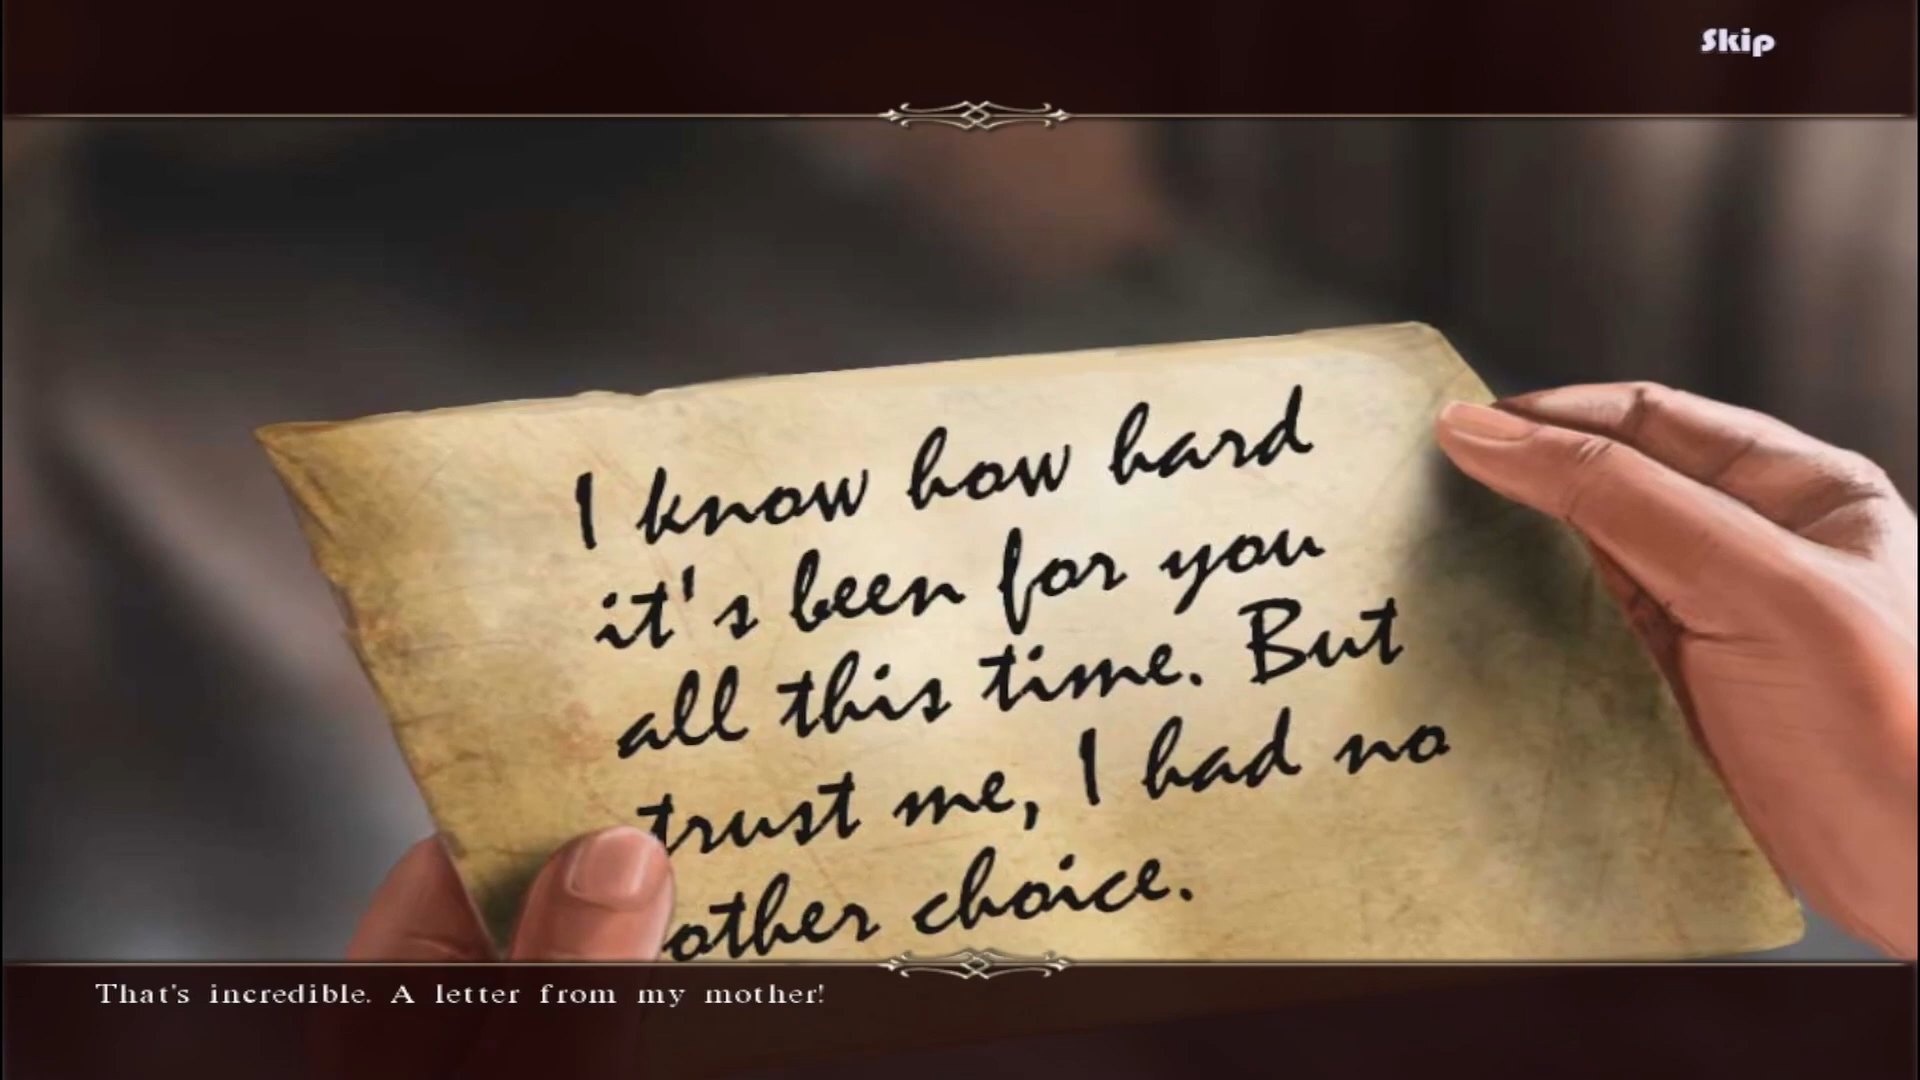 Skip
I know how hard
it's been for you
all this time. But
trust me, I had no
other choice.
That's incredible. A letter from my mother!